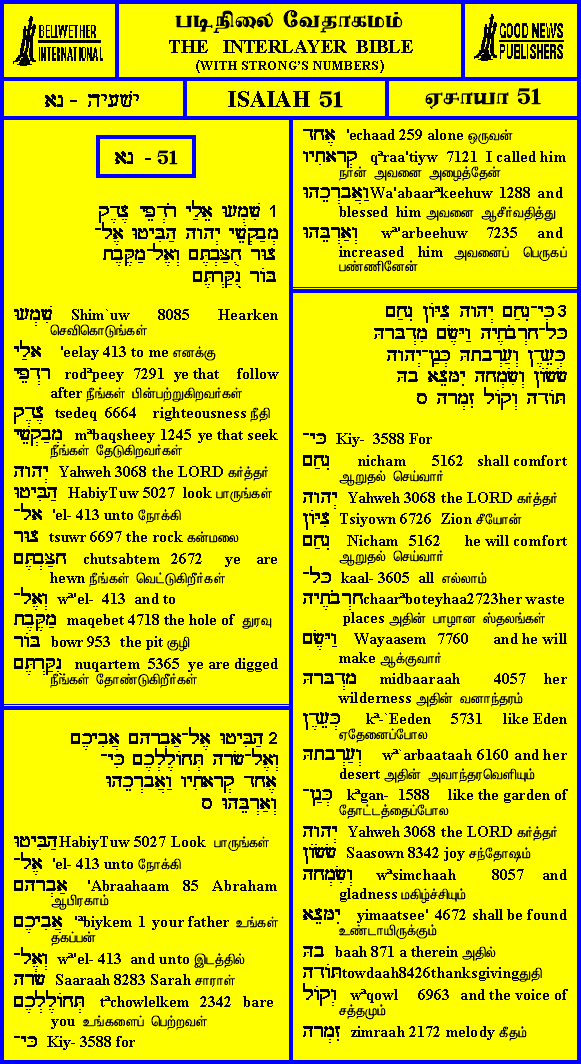 BELLWETHER
INTERNATIONAL
படிநிலை வேதாகமம்
THE INTERLAYER BIBLE
(WITH STRONG'S NUMBERS)
GOOD NEWS
PUBLISHERS
ישעיה - נא
ISAIAH 51
ஏசாயா 51
נא - 51
1 שִׁמְעוּ אֵלַי רֹדְפֵי צֶדֶק
מְבַקְשֵׁי יְהוָה הַבִּיטוּ אֶל־
צוּר חֻצַּבְתֶּם וְאֶל־מַקֶּבֶת
בּוֹר נֻקַּרְתֶּם
שִׁמְעוּ Shim`uw 8085 Hearken
செவிகொடுங்கள்
אֵלַי 'eelay 413 to me எனக்கு
רֹדְפֵי rodªpeey 7291 ye that follow
after நீங்கள் பின்பற்றுகிறவர்கள்
צֶדֶק tsedeq 6664 righteousness நீதி
מְבַקְשֵׁי mªbaqsheey 1245 ye that seek
நீங்கள் தேடுகிறவர்கள்
יְהוָה Yahweh 3068 the LORD கர்த்தர்
הַבִּיטוּ HabiyTuw 5027 look பாருங்கள்
אֶל־ 'el- 413 unto நோக்கி
צוּר tsuwr 6697 the rock கன்மலை
חֻצַּבְתֶּם chutsabtem 2672 ye are
hewn நீங்கள் வெட்டுகிறீர்கள்
וְאֶל־ wª'el- 413 and to
מַקֶּבֶת maqebet 4718 the hole of துரவு
בּוֹר bowr 953 the pit குழி
נֻקַּרְתֶּם nuqartem 5365 ye are digged
நீங்கள் தோண்டுகிறீர்கள்
2 הַבִּיטוּ אֶל־אַבְרָהָם אֲבִיכֶם
וְאֶל־שָׂרָה תְּחוֹלֶלְכֶם כִּי־
אֶחָד קְרָאתִיו וַאֲבָרְכֵהוּ
וְאַרְבֵּהוּ ס
הַבִּיטוּ HabiyTuw 5027 Look பாருங்கள்
אֶל־ 'el- 413 unto நோக்கி
אַבְרָהָם 'Abraahaam 85 Abraham
ஆபிரகாம்
אֲבִיכֶם 'ªbiykem 1 your father உங்கள்
தகப்பன்
וְאֶל־ wª'el- 413 and unto இடத்தில்
שָׂרָה Saaraah 8283 Sarah சாராள்
תְּחוֹלֶלְכֶם tªchowlelkem 2342 bare
you உங்களைப் பெற்றவள்
כִּי־ Kiy- 3588 for
אֶחָד 'echaad 259 alone ஒருவன்
קְרָאתִיו qªraa'tiyw 7121 I called him
நான் அவனை அழைத்தேன்
וַאֲבָרְכֵהוּ Wa'abaarªkeehuw 1288 and
blessed him அவனை ஆசீர்வதித்து
וְאַרְבֵּהוּ wª'arbeehuw 7235 and
increased him அவனைப் பெருகப்
பண்ணினேன்
3 כִּי־נִחַם יְהוָה צִיּוֹן נִחַם
כָּל־חָרְבֹתֶיהָ וַיָּשֶׂם מִדְבָּרָהּ
כְּעֵדֶן וְעַרְבָתָהּ כְּגַן־יְהוָה
שָׂשׂוֹן וְשִׂמְחָה יִמָּצֵא בָהּ
תּוֹדָה וְקוֹל זִמְרָה ס
כִּי־ Kiy- 3588 For
נִחַם nicham 5162 shall comfort
ஆறுதல் செய்வார்
יְהוָה Yahweh 3068 the LORD கர்த்தர்
צִיּוֹן Tsiyown 6726 Zion சீயோன்
נִחַם Nicham 5162 he will comfort
ஆறுதல் செய்வார்
כָּל־ kaal- 3605 all எல்லாம்
חָרְבֹתֶיהָ chaarªboteyhaa2723her waste
places அதின் பாழான ஸ்தலங்கள்
וַיָּשֶׂם Wayaasem 7760 and he will
make ஆக்குவார்
מִדְבָּרָהּ midbaaraah 4057 her
wilderness அதின் வனாந்தரம்
כְּעֵדֶן kª-`Eeden 5731 like Eden
ஏதேனைப்போல
וְעַרְבָתָהּ wª`arbaataah 6160 and her
desert அதின் அவாந்தரவெளியும்
כְּגַן־ kªgan- 1588 like the garden of
தோட்டத்தைப்போல
יְהוָה Yahweh 3068 the LORD கர்த்தர்
שָׂשׂוֹן Saasown 8342 joy சந்தோஷம்
וְשִׂמְחָה wªsimchaah 8057 and
gladness மகிழ்ச்சியும்
יִמָּצֵא yimaatsee' 4672 shall be found
உண்டாயிருக்கும்
בָהּ baah 871 a therein அதில்
תּוֹדָה towdaah8426thanksgiving துதி
וְקוֹל wªqowl 6963 and the voice of
சத்தமும்
זִמְרָה zimraah 2172 melody கீதம்